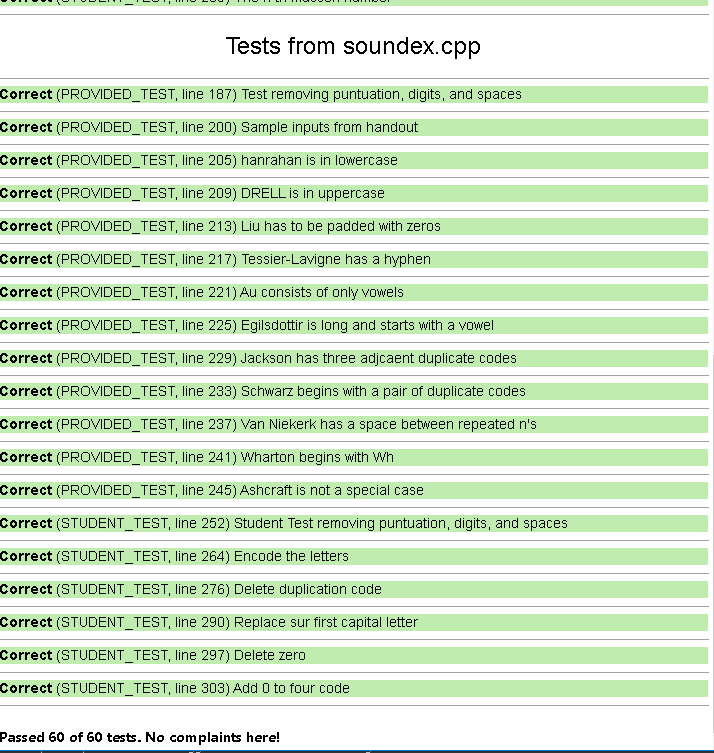 Correct (STUDENT_TEST, line
Tests from soundex.cpp
Correct (PROVIDED_TEST, line 187) Test removing puntuation, digits, and spaces
Correct (PROVIDED_TEST, line 200) Sample inputs from handout
Correct (PROVIDED_TEST, line 205) hanrahan is in lowercase
Correct (PROVIDED_TEST, line 209) DRELL is in uppercase
Correct (PROVIDED_TEST, line 213) Liu has to be padded with zeros
Correct (PROVIDED_TEST, line 217) Tessier-Lavigne has a hyphen
Correct (PROVIDED_TEST, line 221) Au consists of only vowels
Correct (PROVIDED_TEST, line 225) Egilsdottir is long and starts with a vowel
Correct (PROVIDED_TEST, line 229) Jackson has three adjcaent duplicate codes
Correct (PROVIDED_TEST, line 233) Schwarz begins with a pair of duplicate codes
Correct (PROVIDED_TEST, line 237) Van Niekerk has a space between repeated n's
Correct (PROVIDED_TEST, line 241) Wharton begins with Wh
Correct (PROVIDED_TEST, line 245) Ashcraft is not a special case
Correct (STUDENT_TEST, line 252) Student Test removing puntuation, digits, and spaces
Correct (STUDENT_TEST, line 264) Encode the letters
Correct (STUDENT_TEST, line 276) Delete duplication code
Correct (STUDENT_TEST, line 290) Replace sur first capital letter
Correct (STUDENT_TEST, line 297) Delete zero
Correct (STUDENT_TEST, line 303) Add 0 to four code
Passed 60 of 60 tests. No complaints here!